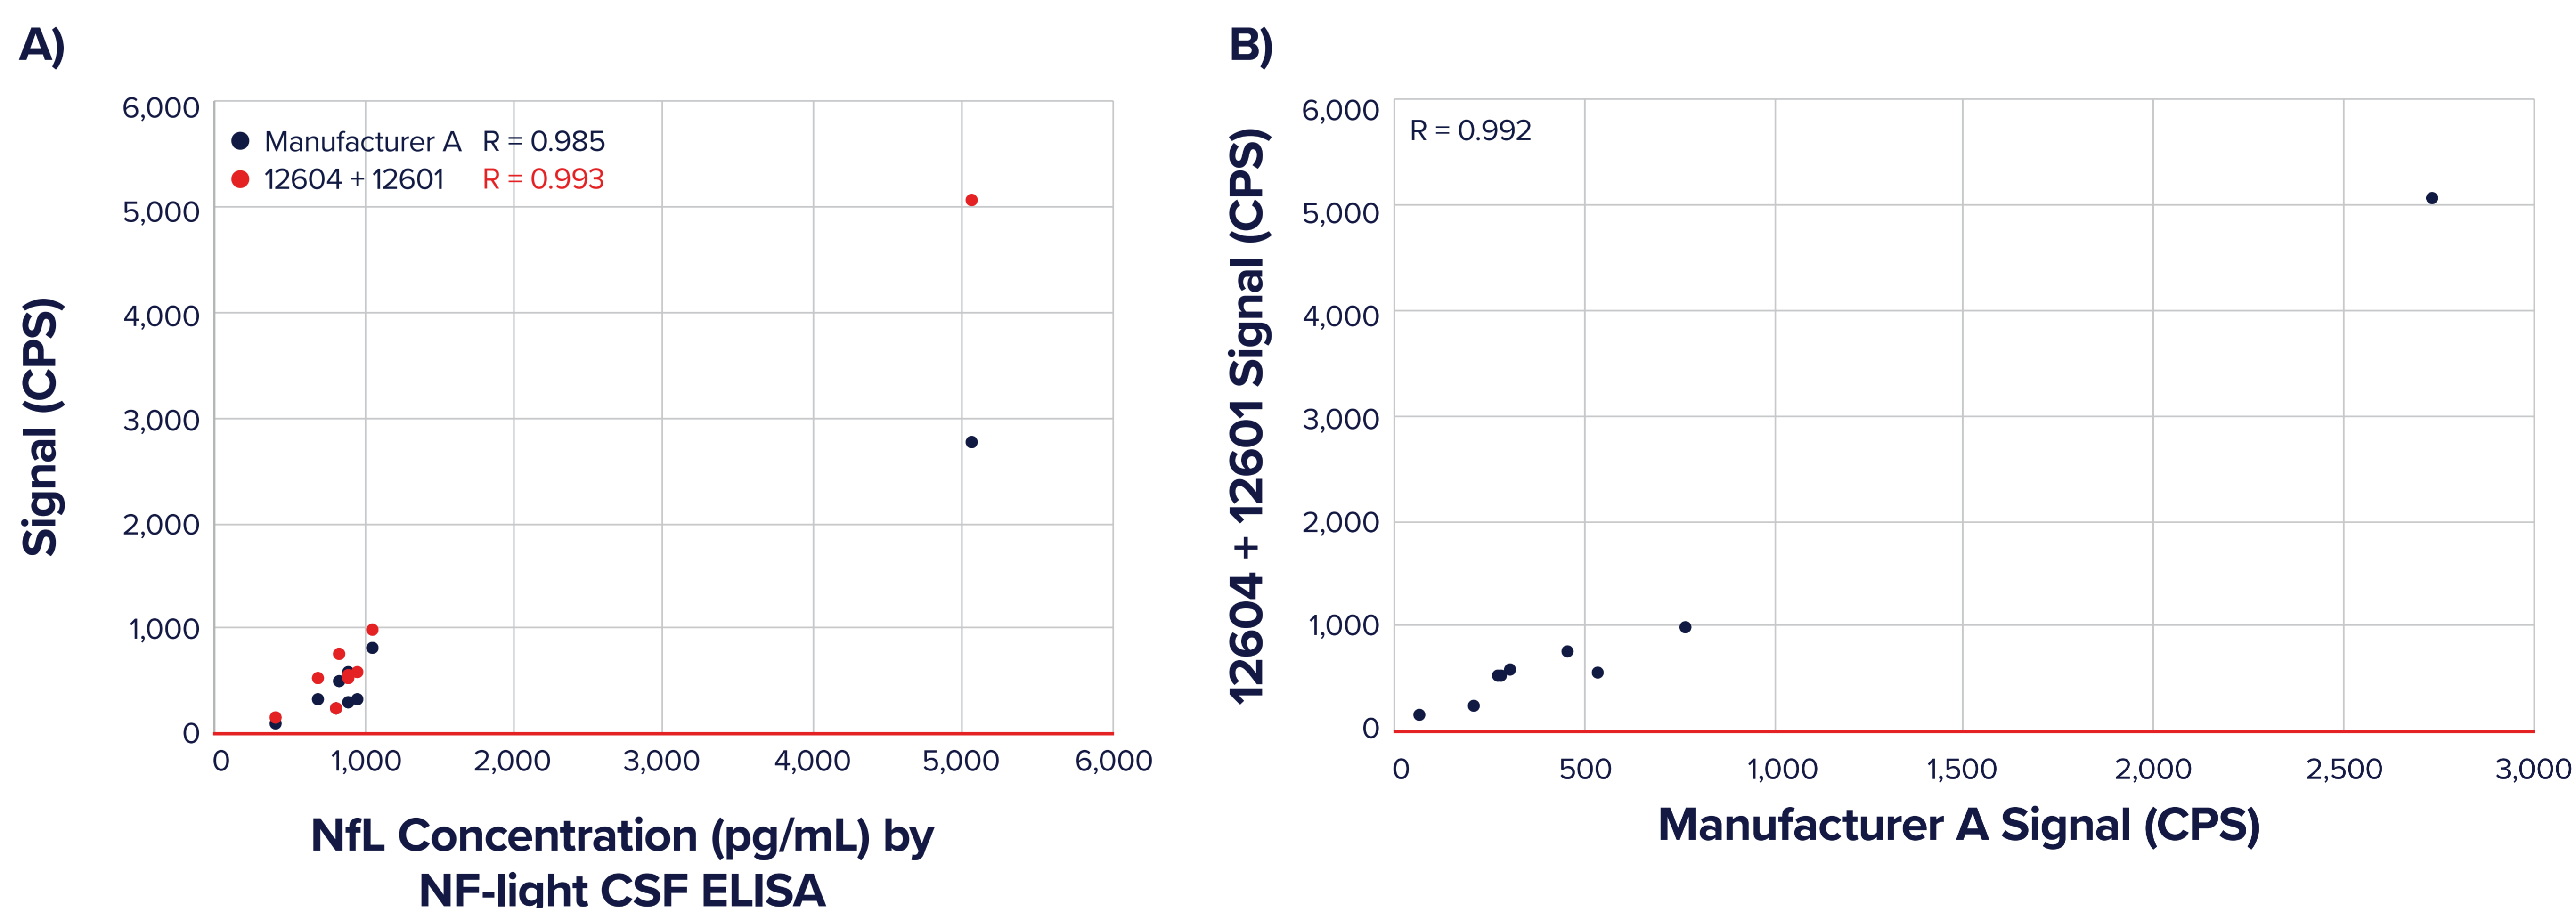 A)
6,000
5,000
4,000
3,000
2,000
1,000
0
Signal (CPS)
Manufacturer A R = 0.985
12604 + 12601 R = 0.993
0 1,000 2,000 3,000 4,000 5,000 6,000
NfL Concentration (pg/mL) by
NF-light CSF ELISA
B)
6,000
5,000
4,000
3,000
2,000
1,000
0
12604 + 12601 Signal (CPS)
R = 0.992
0 500 1,000 1,500 2,000 2,500 3,000
Manufacturer A Signal (CPS)